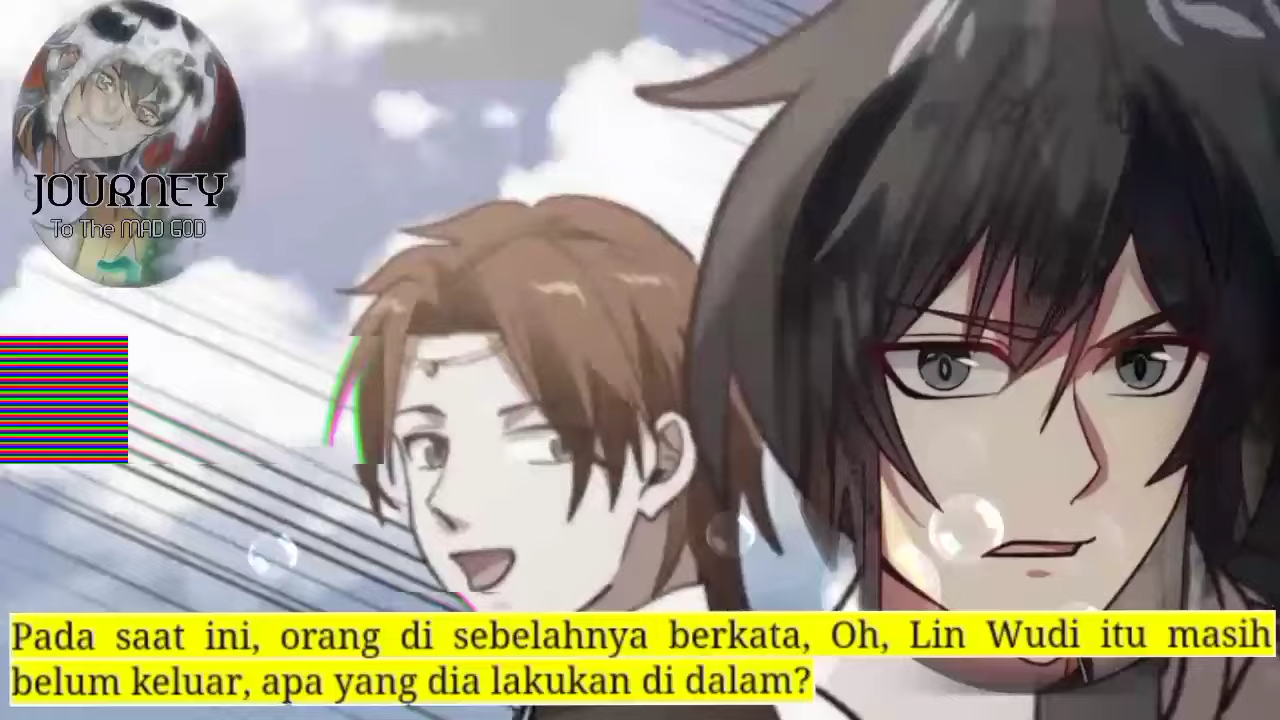 JOURNEY
To The MAD GOD
Pada saat ini, orang di sebelahnya berkata, Oh, Lin Wudi itu masih
belum keluar, apa yang dia lakukan di dalam?